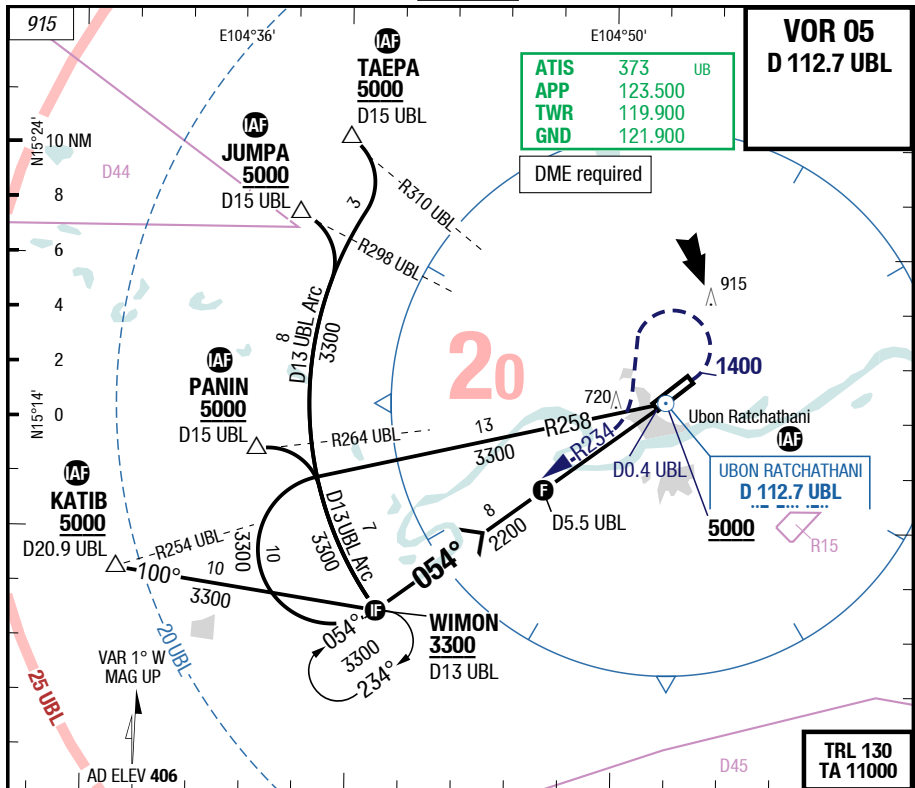 915
E104°36'
E104°50'
VOR 05
D 112.7 UBL
IAF
TAEPA
5000
D15 UBL
ATIS 373 UB
APP 123.500
TWR 119.900
GND 121.900
DME required
N15°24'
10 NM
D44
IAF
JUMPA
5000
D15 UBL
R310 UBL
3
8
R298 UBL
6
915
4
8
D13 UBL Arc
3300
2
20
IAF
PANIN
5000
D15 UBL
1400
720
N15°14'
0
Ubon Ratchathani
R264 UBL
13
R258
3300
R234
IAF
D0.4 UBL
UBON RATCHATHANI
D 112.7 UBL
IAF
KATIB
5000
D20.9 UBL
F
D5.5 UBL
5000
R15
8
2200
R254 UBL
7
D13 UBL Arc
3300
3300
10
100°
10
3300
054°
IF
WIMON
3300
D13 UBL
054°
3300
234°
20 UBL
25 UBL
VAR 1° W
MAG UP
AD ELEV 406
D45
TRL 130
TA 11000